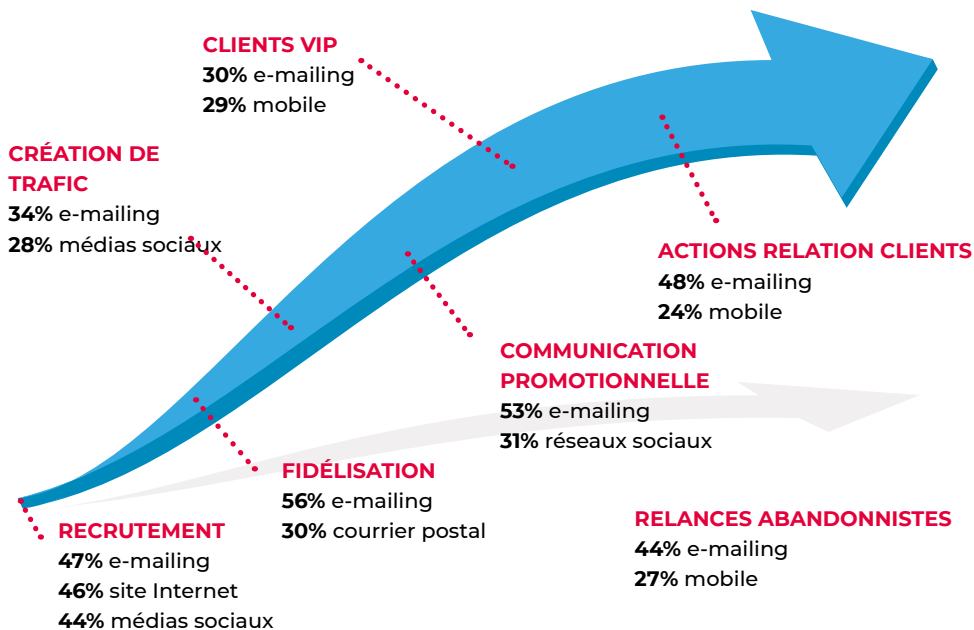 CLIENTS VIP
30% e-mailing
29% mobile
CRÉATION DE
TRAFIC
34% e-mailing
28% médias sociaux
ACTIONS RELATION CLIENTS
48% e-mailing
24% mobile
COMMUNICATION
PROMOTIONNELLE
53% e-mailing
31% réseaux sociaux
FIDÉLISATION
56% e-mailing
30% courrier postal
RECRUTEMENT
47% e-mailing
46% site Internet
44% médias sociaux
RELANCES ABANDONNISTES
44% e-mailing
27% mobile